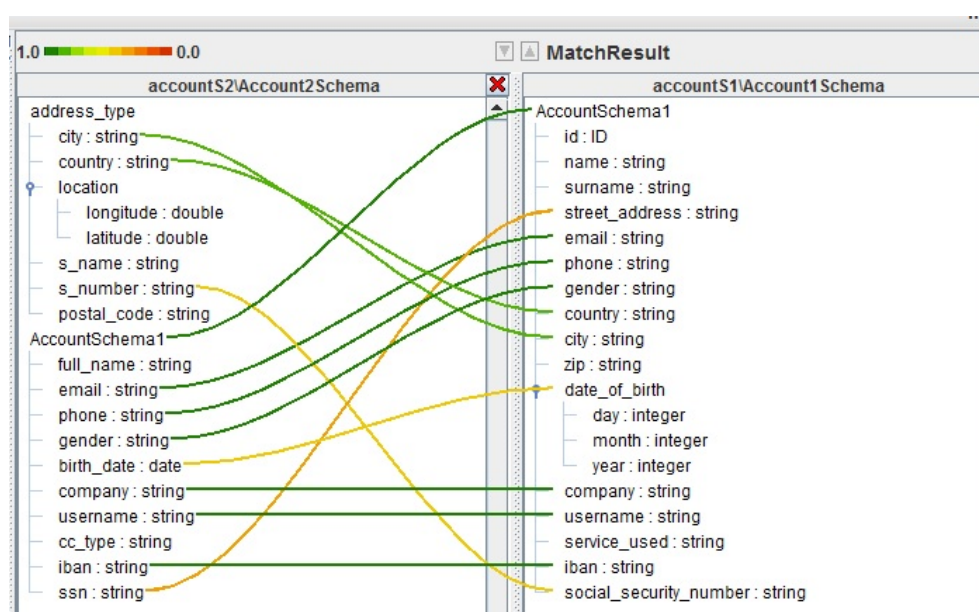 1.0 0.0
MatchResult
accountS2\Account2Schema
address_type
city : string
country : string
location
longitude : double
latitude : double
s_name : string
s_number : string
postal_code : string
AccountSchema1
full_name : string
email : string
phone : string
gender : string
birth_date : date
company : string
username : string
cc_type : string
iban : string
ssn : string
accountS1\Account1Schema
AccountSchema1
id : ID
name : string
surname : string
street_address : string
email : string
phone : string
gender : string
country : string
city : string
zip : string
date_of_birth
day : integer
month : integer
year : integer
company : string
username : string
service_used : string
iban : string
social_security_number : string